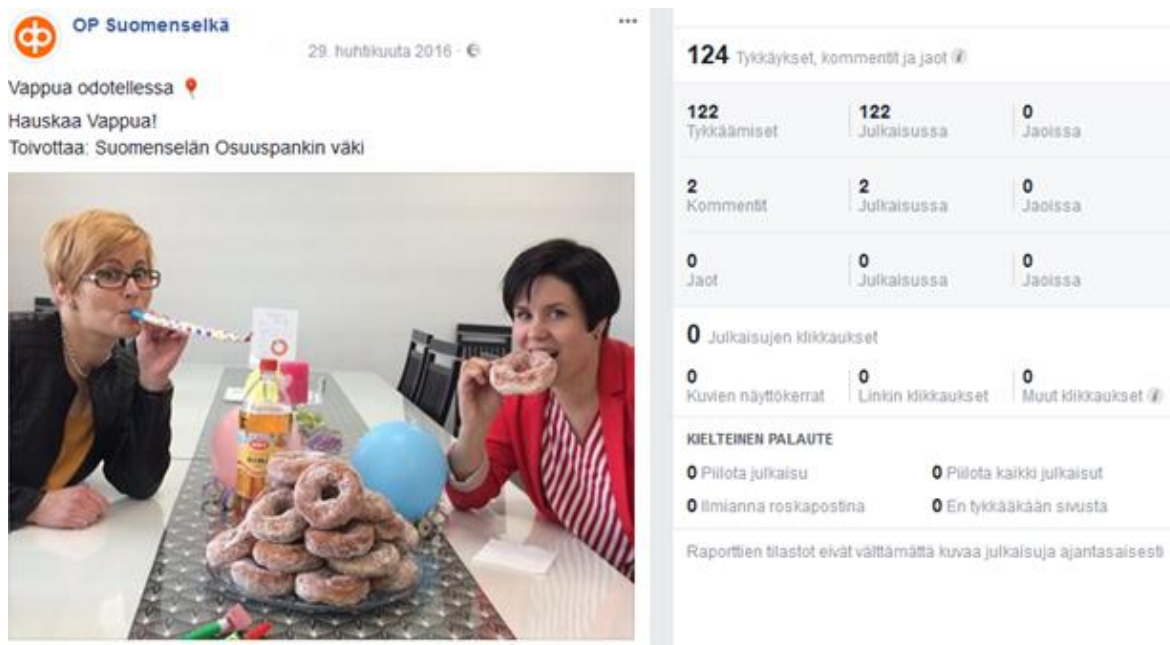 OP Suomenselkä
29. huhtikuuta 2016
Vappua odotellessa
Hauskaa Vappua!
Toivottaa: Suomenselän Osuuspankin väki
124 Tykkäykset, kommentit ja jaot
122 122 0
Tykkäämiset Julkaisussa Jaoissa
2 2 0
Kommentit Julkaisussa Jaoissa
0 0 0
Jaot Julkaisussa Jaoissa
0 Julkaisujen klikkaukset
0 0 0
Kuvien näyttökerrat Linkin klikkaukset Muut klikkaukset
KIELTEINEN PALAUTE
0 Piilota julkaisu 0 Piilota kaikki julkaisut
0 Ilmianna roskapostina 0 En tykkääkään sivusta
Raporttien tilastot eivät välttämättä kuvaa julkaisuja ajantasaisesti